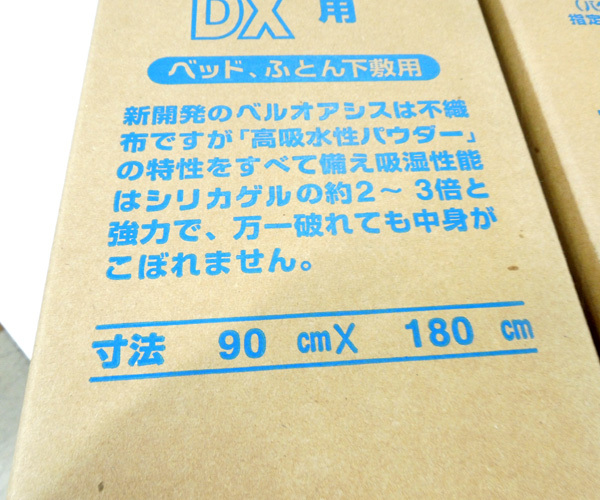 DX用
ベッド、ふとん下敷用
新開発のベルオアシスは不織
布ですが「高吸水性パウダー」
の特性をすべて備え吸湿性能
はシリカゲルの約2～3倍と
強力で、万一破れても中身が
こぼれません。
寸法 90 cm X 180 cm
指定